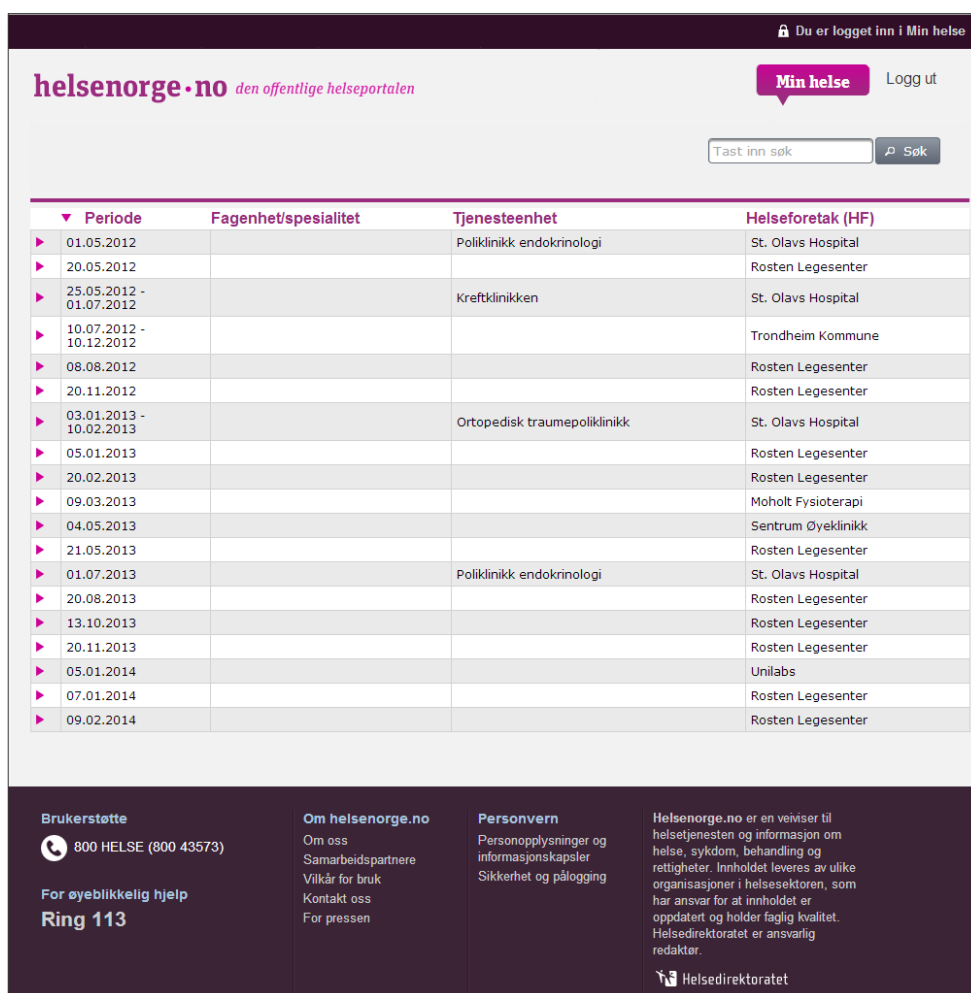 Du er logget inn i Min helse
helsenorge•no den offentlige helseportalen
Min helse
Logg ut
Tast inn søk
Søk
Periode Fagenhet/spesialitet Tjenesteenhet Helseforetak (HF)
01.05.2012 Poliklinikk endokrinologi St. Olavs Hospital
20.05.2012 Rosten Legesenter
25.05.2012 -
01.07.2012 Kreftklinikken St. Olavs Hospital
10.07.2012 -
10.12.2012 Trondheim Kommune
08.08.2012 Rosten Legesenter
20.11.2012 Rosten Legesenter
03.01.2013 -
10.02.2013 Ortopedisk traumepoliklinikk St. Olavs Hospital
05.01.2013 Rosten Legesenter
20.02.2013 Rosten Legesenter
09.03.2013 Moholt Fysioterapi
04.05.2013 Sentrum Øyeklinikk
21.05.2013 Rosten Legesenter
01.07.2013 Poliklinikk endokrinologi St. Olavs Hospital
20.08.2013 Rosten Legesenter
13.10.2013 Rosten Legesenter
20.11.2013 Rosten Legesenter
05.01.2014 Unilabs
07.01.2014 Rosten Legesenter
09.02.2014 Rosten Legesenter
Brukerstøtte
800 HELSE (800 43573)
For øyeblikkelig hjelp
Ring 113
Om helsenorge.no
Om oss
Samarbeidspartnere
Vilkår for bruk
Kontakt oss
For pressen
Personvern
Personopplysninger og
informasjonskapsler
Sikkerhet og pålogging
Helsenorge.no er en veiviser til
helsetjenesten og informasjon om
helse, sykdom, behandling og
rettigheter. Innholdet leveres av ulike
organisasjoner i helsesektoren, som
har ansvar for at innholdet er
oppdatert og holder faglig kvalitet.
Helsedirektoratet er ansvarlig
redaktør.
Helsedirektoratet